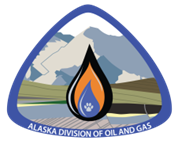 ALASKA DIVISION OF OIL AND GAS